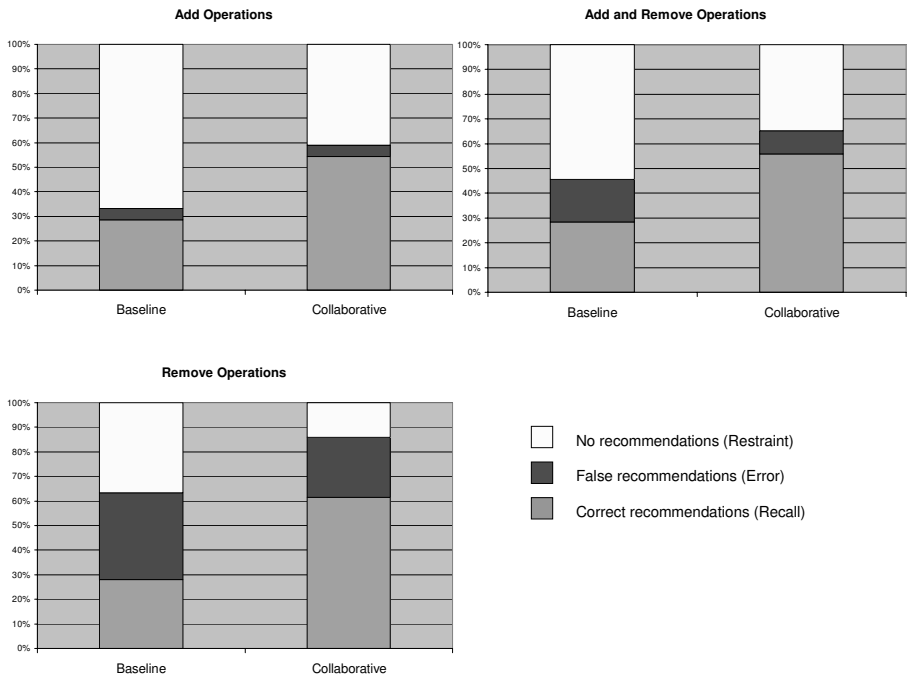 Add Operations
100%
90%
80%
70%
60%
50%
40%
30%
20%
10%
0%
Baseline
Collaborative
Add and Remove Operations
100%
90%
80%
70%
60%
50%
40%
30%
20%
10%
0%
Baseline
Collaborative
Remove Operations
100%
90%
80%
70%
60%
50%
40%
30%
20%
10%
0%
Baseline
Collaborative
No recommendations (Restraint)
False recommendations (Error)
Correct recommendations (Recall)